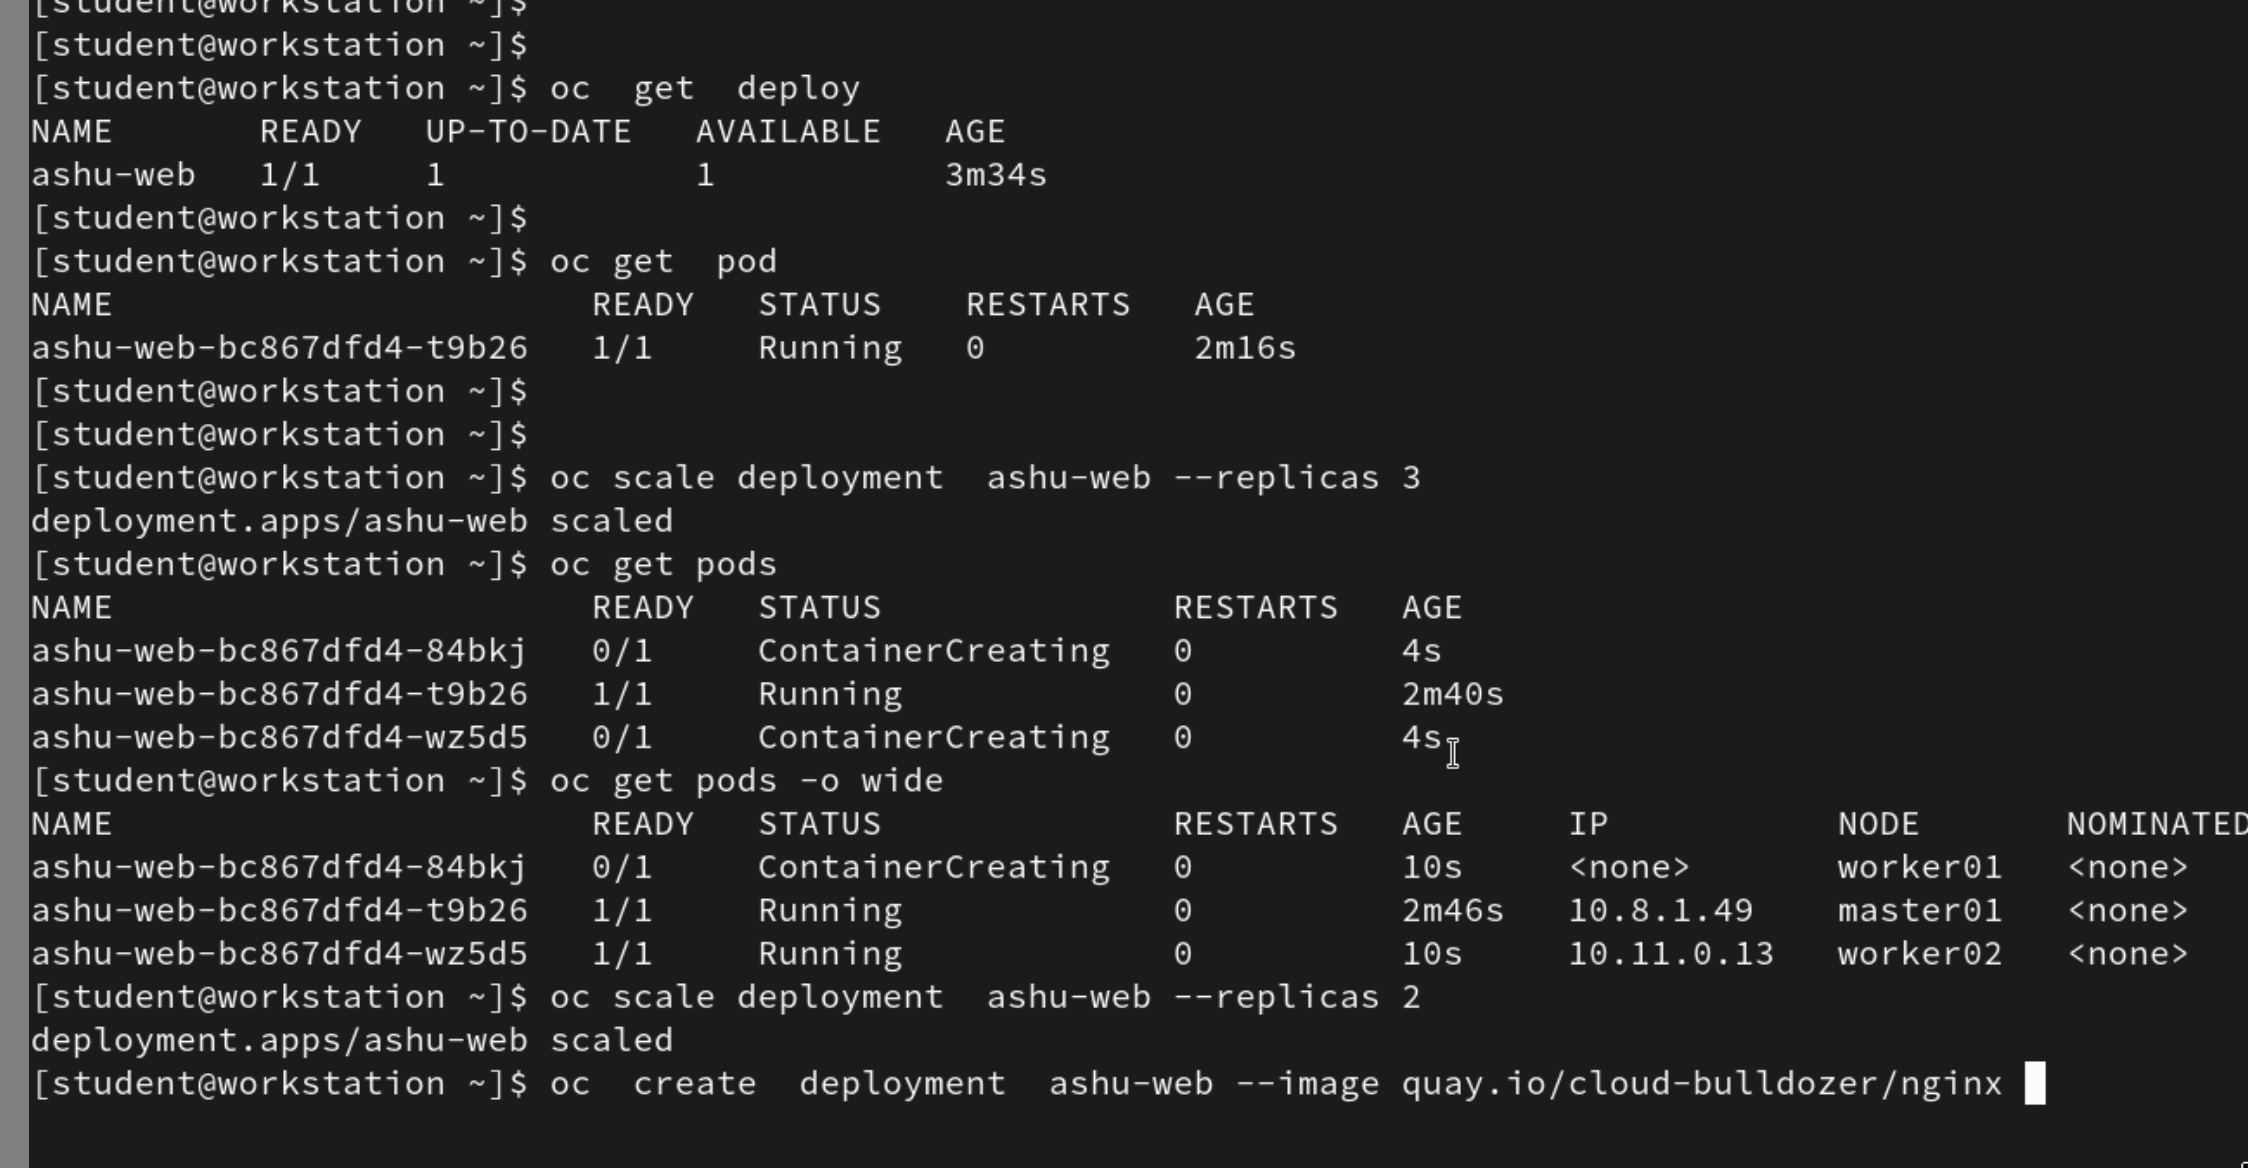 [student@workstation ~]$
[student@workstation ~]$
[student@workstation ~]$ oc  get  deploy
NAME       READY   UP-TO-DATE   AVAILABLE   AGE
ashu-web   1/1     1            1           3m34s
[student@workstation ~]$
[student@workstation ~]$ oc get  pod
NAME                       READY   STATUS    RESTARTS   AGE
ashu-web-bc867dfd4-t9b26   1/1     Running   0          2m16s
[student@workstation ~]$
[student@workstation ~]$
[student@workstation ~]$ oc scale deployment  ashu-web --replicas 3
deployment.apps/ashu-web scaled
[student@workstation ~]$ oc get pods
NAME                       READY   STATUS              RESTARTS   AGE
ashu-web-bc867dfd4-84bkj   0/1     ContainerCreating   0          4s
ashu-web-bc867dfd4-t9b26   1/1     Running             0          2m40s
ashu-web-bc867dfd4-wz5d5   0/1     ContainerCreating   0          4s
[student@workstation ~]$ oc get pods -o wide
NAME                       READY   STATUS              RESTARTS   AGE     IP           NODE       NOMINATED
ashu-web-bc867dfd4-84bkj   0/1     ContainerCreating   0          10s     <none>       worker01   <none>
ashu-web-bc867dfd4-t9b26   1/1     Running             0          2m46s   10.8.1.49    master01   <none>
ashu-web-bc867dfd4-wz5d5   1/1     Running             0          10s     10.11.0.13   worker02   <none>
[student@workstation ~]$ oc scale deployment  ashu-web --replicas 2
deployment.apps/ashu-web scaled
[student@workstation ~]$ oc  create  deployment  ashu-web --image quay.io/cloud-bulldozer/nginx